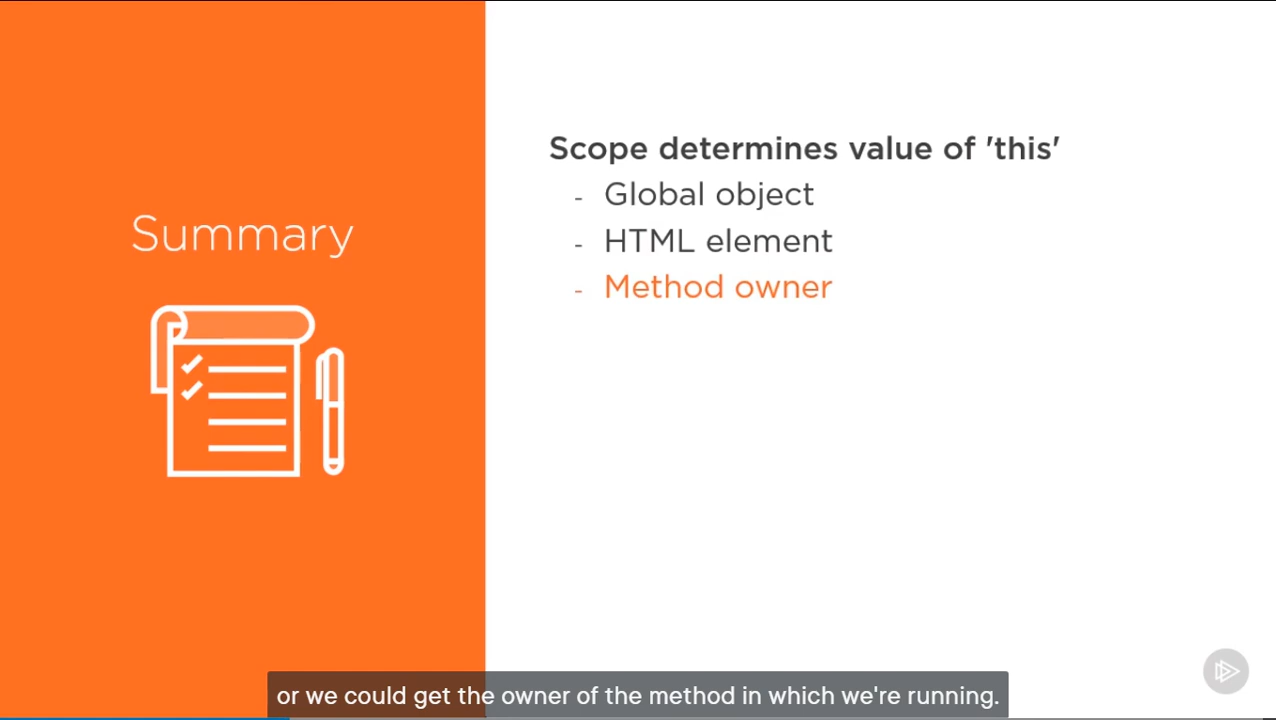 Summary
Scope determines value of 'this'
- Global object
- HTML element
- Method owner
or we could get the owner of the method in which we're running.